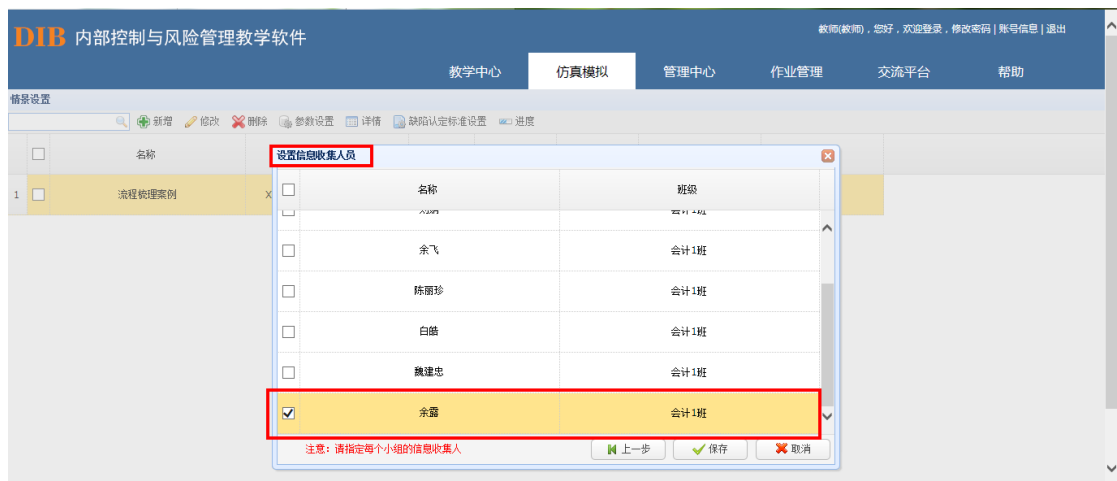 DIB 内部控制与风险管理教学软件
教师(教师)，您好，欢迎登录，修改密码 | 账号信息 | 退出
教学中心 仿真模拟 管理中心 作业管理 交流平台 帮助
情景设置
新增 修改 删除 参数设置 详情 缺陷认定标准设置 进度
名称
1 流程梳理案例 X
设置信息收集人员
名称 班级
会计1班
余飞 会计1班
陈丽珍 会计1班
白皓 会计1班
魏建忠 会计1班
余露 会计1班
注意：请指定每个小组的信息收集人
上一步 保存 取消